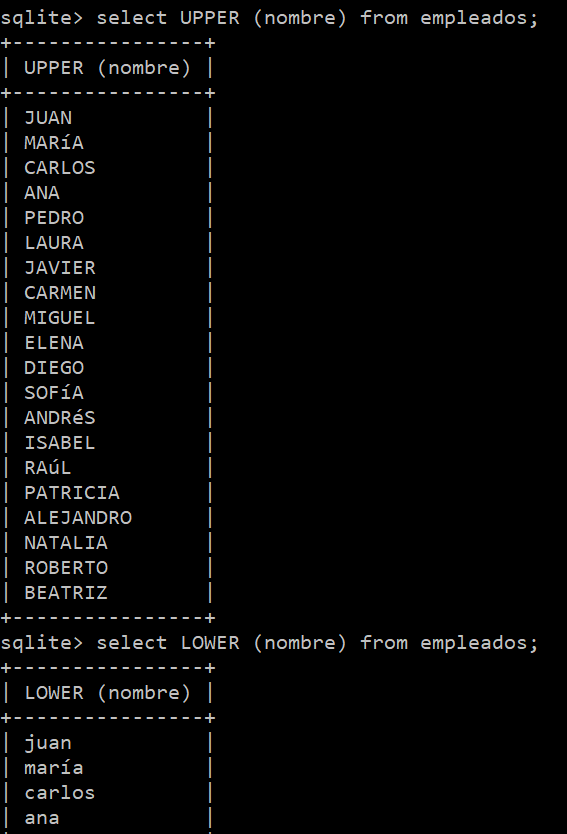 sqlite> select UPPER (nombre) from empleados;
+----------------+
| UPPER (nombre) |
+----------------+
| JUAN           |
| MARíA          |
| CARLOS         |
| ANA            |
| PEDRO          |
| LAURA          |
| JAVIER         |
| CARMEN         |
| MIGUEL         |
| ELENA          |
| DIEGO          |
| SOFíA          |
| ANDRéS         |
| ISABEL         |
| RAúL           |
| PATRICIA       |
| ALEJANDRO      |
| NATALIA        |
| ROBERTO        |
| BEATRIZ        |
+----------------+
sqlite> select LOWER (nombre) from empleados;
+----------------+
| LOWER (nombre) |
+----------------+
| juan           |
| maría          |
| carlos         |
| ana            |